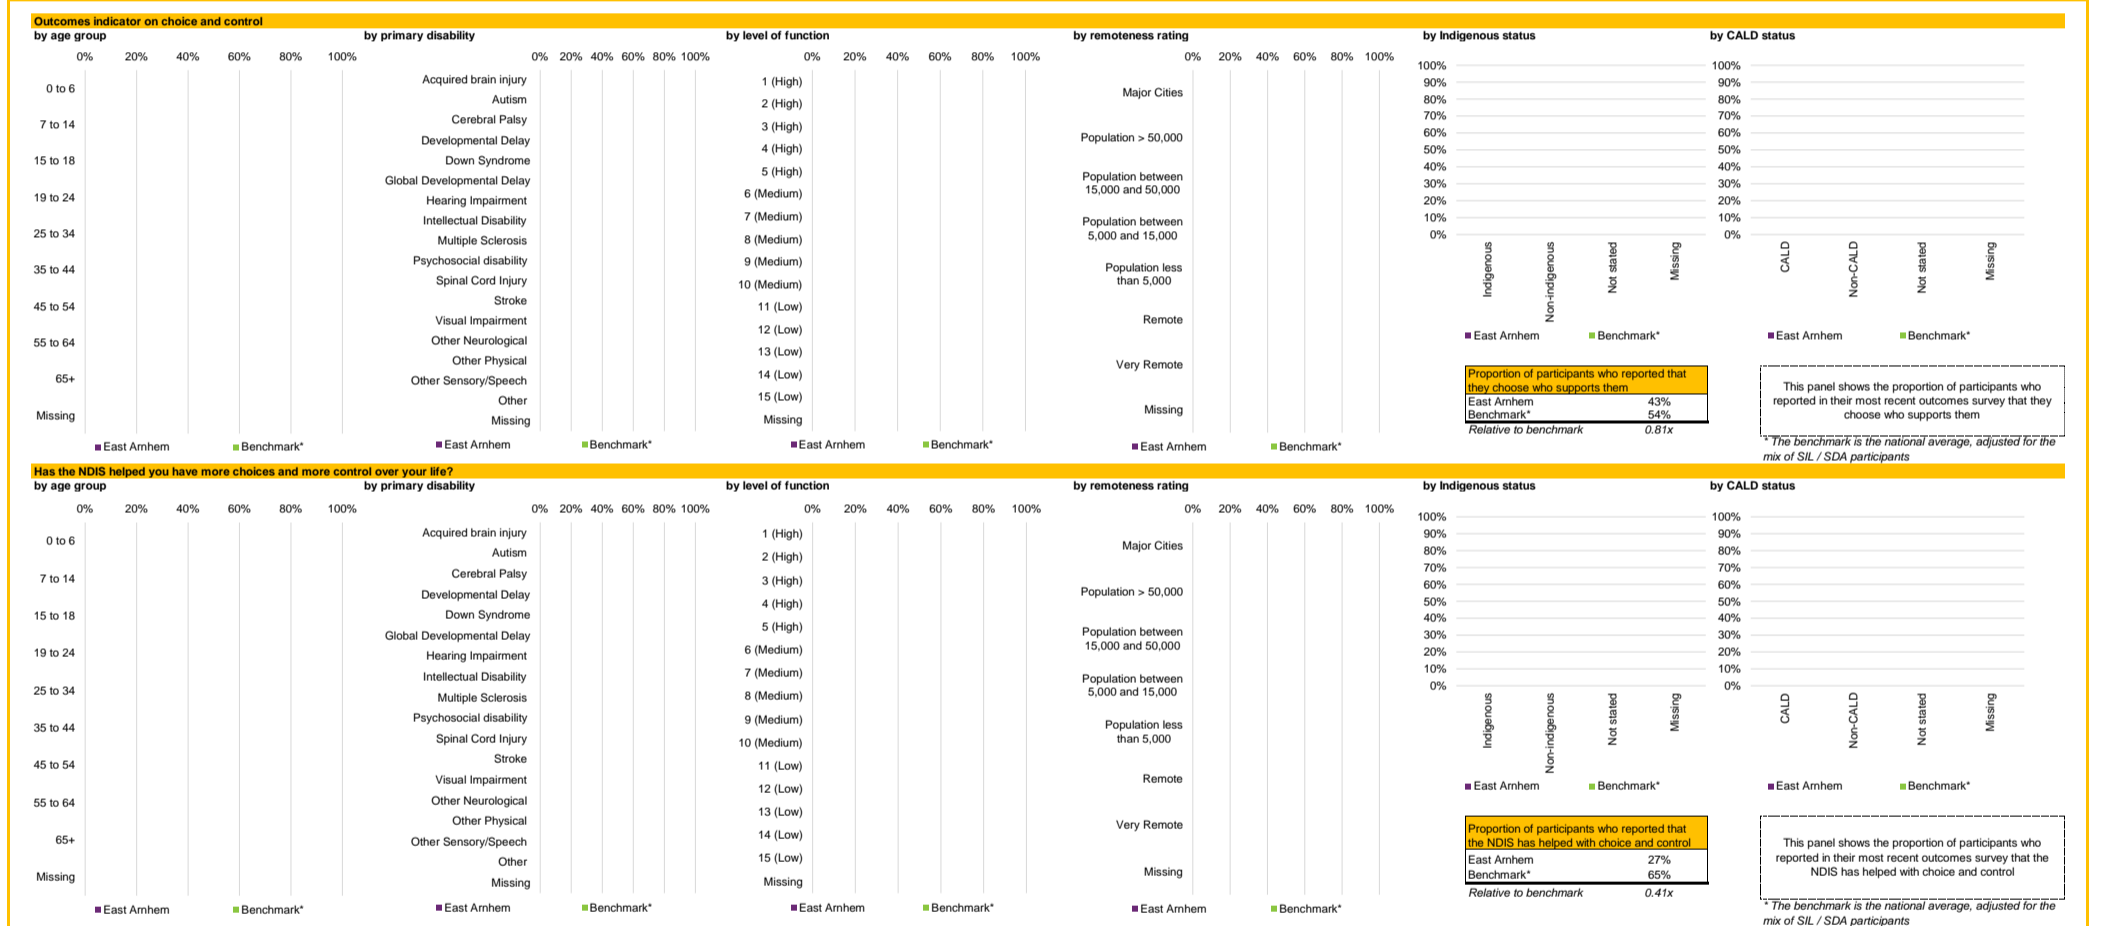 Outcomes indicator on choice and control
by age group
0% 20% 40% 60% 80% 100%
0 to 6
7 to 14
15 to 18
19 to 24
25 to 34
35 to 44
45 to 54
55 to 64
65+
Missing
East Arnhem Benchmark*
by primary disability
0% 20% 40% 60% 80% 100%
Acquired brain injury
Autism
Cerebral Palsy
Developmental Delay
Down Syndrome
Global Developmental Delay
Hearing Impairment
Intellectual Disability
Multiple Sclerosis
Psychosocial disability
Spinal Cord Injury
Stroke
Visual Impairment
Other Neurological
Other Physical
Other Sensory/Speech
Other
Missing
East Arnhem Benchmark*
by level of function
0% 20% 40% 60% 80% 100%
1 (High)
2 (High)
3 (High)
4 (High)
5 (High)
6 (Medium)
7 (Medium)
8 (Medium)
9 (Medium)
10 (Medium)
11 (Low)
12 (Low)
13 (Low)
14 (Low)
15 (Low)
Missing
East Arnhem Benchmark*
by remoteness rating
0% 20% 40% 60% 80% 100%
Major Cities
Population > 50,000
Population between
15,000 and 50,000
Population between
5,000 and 15,000
Population less
than 5,000
Remote
Very Remote
Missing
East Arnhem Benchmark*
by Indigenous status
100%
90%
80%
70%
60%
50%
40%
30%
20%
10%
0%
Indigenous
Non-indigenous
Not stated
Missing
East Arnhem Benchmark*
Proportion of participants who reported that
they choose who supports them
East Arnhem 43%
Benchmark* 54%
Relative to benchmark 0.81x
by CALD status
100%
90%
80%
70%
60%
50%
40%
30%
20%
10%
0%
CALD
Non-CALD
Not stated
Missing
East Arnhem Benchmark*
This panel shows the proportion of participants who
reported in their most recent outcomes survey that they
choose who supports them
* The benchmark is the national average, adjusted for the
mix of SIL / SDA participants
Has the NDIS helped you have more choices and more control over your life?
by age group
0% 20% 40% 60% 80% 100%
0 to 6
7 to 14
15 to 18
19 to 24
25 to 34
35 to 44
45 to 54
55 to 64
65+
Missing
East Arnhem Benchmark*
by primary disability
0% 20% 40% 60% 80% 100%
Acquired brain injury
Autism
Cerebral Palsy
Developmental Delay
Down Syndrome
Global Developmental Delay
Hearing Impairment
Intellectual Disability
Multiple Sclerosis
Psychosocial disability
Spinal Cord Injury
Stroke
Visual Impairment
Other Neurological
Other Physical
Other Sensory/Speech
Other
Missing
East Arnhem Benchmark*
by level of function
0% 20% 40% 60% 80% 100%
1 (High)
2 (High)
3 (High)
4 (High)
5 (High)
6 (Medium)
7 (Medium)
8 (Medium)
9 (Medium)
10 (Medium)
11 (Low)
12 (Low)
13 (Low)
14 (Low)
15 (Low)
Missing
East Arnhem Benchmark*
by remoteness rating
0% 20% 40% 60% 80% 100%
Major Cities
Population > 50,000
Population between
15,000 and 50,000
Population between
5,000 and 15,000
Population less
than 5,000
Remote
Very Remote
Missing
East Arnhem Benchmark*
by Indigenous status
100%
90%
80%
70%
60%
50%
40%
30%
20%
10%
0%
Indigenous
Non-indigenous
Not stated
Missing
East Arnhem Benchmark*
Proportion of participants who reported that
the NDIS has helped with choice and control
East Arnhem 27%
Benchmark* 65%
Relative to benchmark 0.41x
by CALD status
100%
90%
80%
70%
60%
50%
40%
30%
20%
10%
0%
CALD
Non-CALD
Not stated
Missing
East Arnhem Benchmark*
This panel shows the proportion of participants who
reported in their most recent outcomes survey that the
NDIS has helped with choice and control
* The benchmark is the national average, adjusted for the
mix of SIL / SDA participants